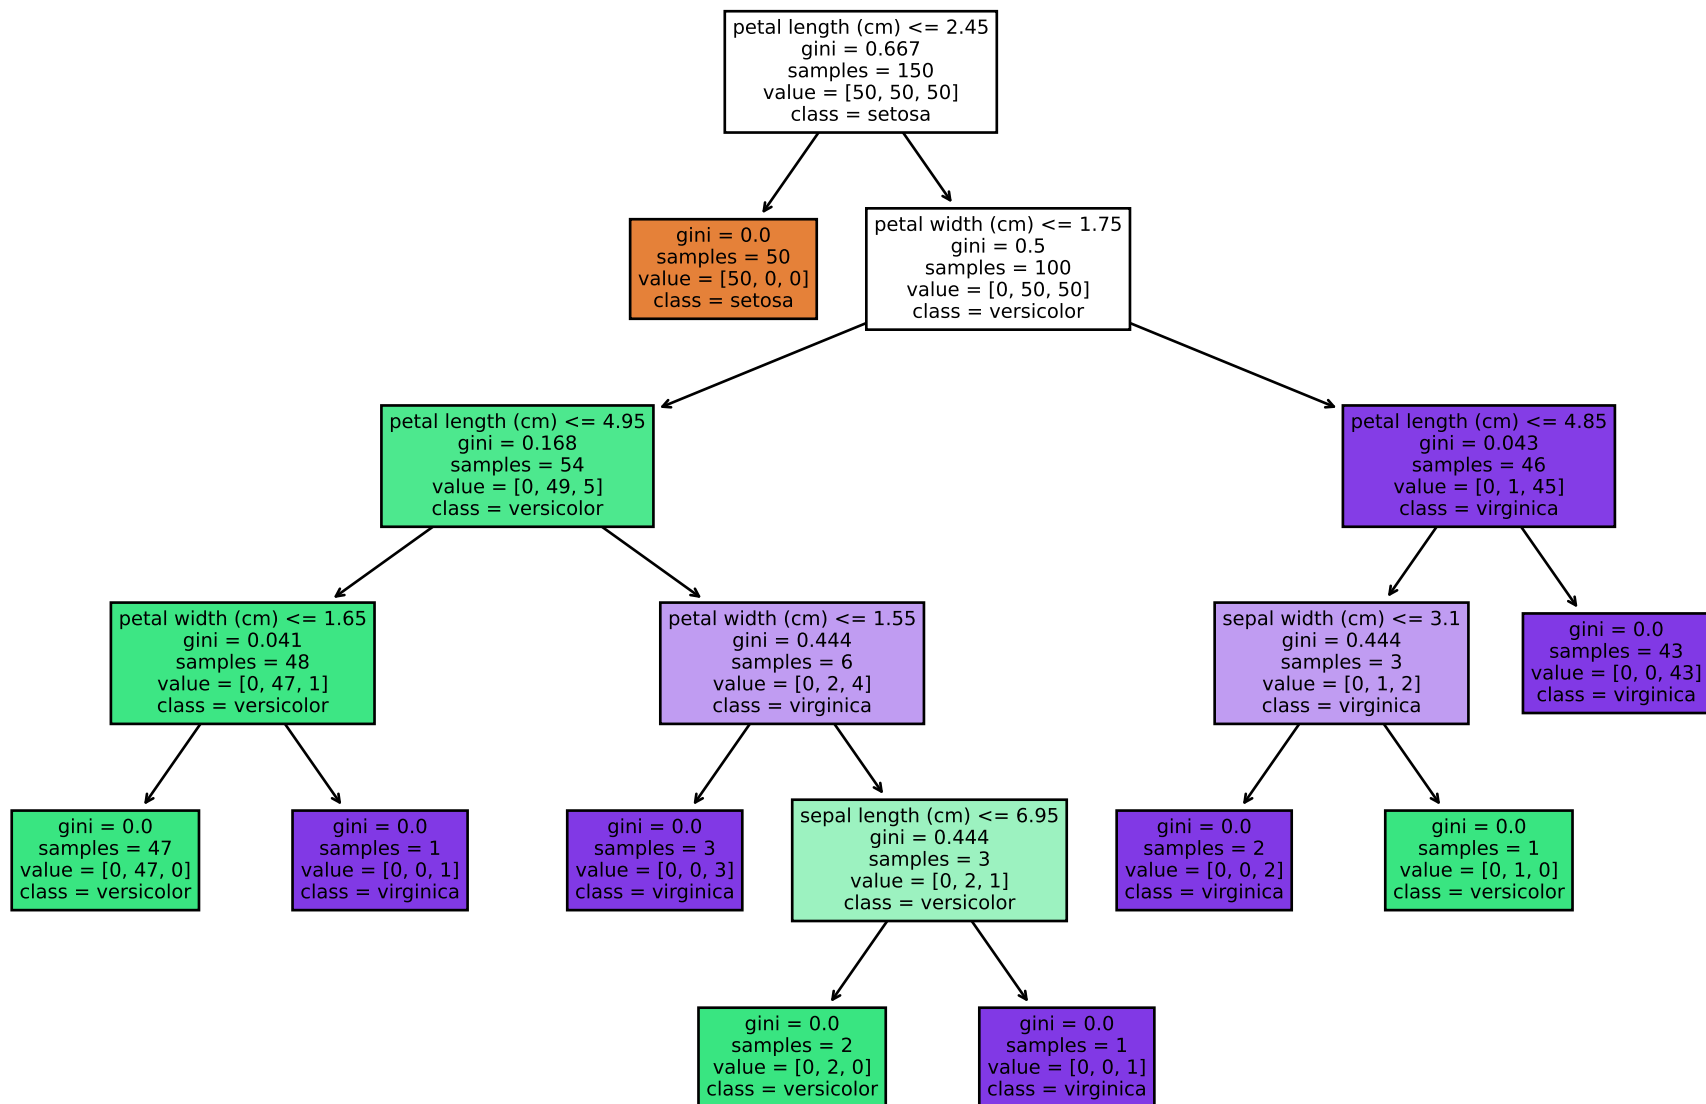 petal length (cm) <= 2.45
gini = 0.667
samples = 150
value = [50, 50, 50]
class = setosa
gini = 0.0
samples = 50
value = [50, 0, 0]
class = setosa
petal width (cm) <= 1.75
gini = 0.5
samples = 100
value = [0, 50, 50]
class = versicolor
petal length (cm) <= 4.95
gini = 0.168
samples = 54
value = [0, 49, 5]
class = versicolor
petal length (cm) <= 4.85
gini = 0.043
samples = 46
value = [0, 1, 45]
class = virginica
petal width (cm) <= 1.65
gini = 0.041
samples = 48
value = [0, 47, 1]
class = versicolor
petal width (cm) <= 1.55
gini = 0.444
samples = 6
value = [0, 2, 4]
class = virginica
sepal width (cm) <= 3.1
gini = 0.444
samples = 3
value = [0, 1, 2]
class = virginica
gini = 0.0
samples = 43
value = [0, 0, 43]
class = virginica
gini = 0.0
samples = 47
value = [0, 47, 0]
class = versicolor
gini = 0.0
samples = 1
value = [0, 0, 1]
class = virginica
gini = 0.0
samples = 3
value = [0, 0, 3]
class = virginica
sepal length (cm) <= 6.95
gini = 0.444
samples = 3
value = [0, 2, 1]
class = versicolor
gini = 0.0
samples = 2
value = [0, 0, 2]
class = virginica
gini = 0.0
samples = 1
value = [0, 1, 0]
class = versicolor
gini = 0.0
samples = 2
value = [0, 2, 0]
class = versicolor
gini = 0.0
samples = 1
value = [0, 0, 1]
class = virginica